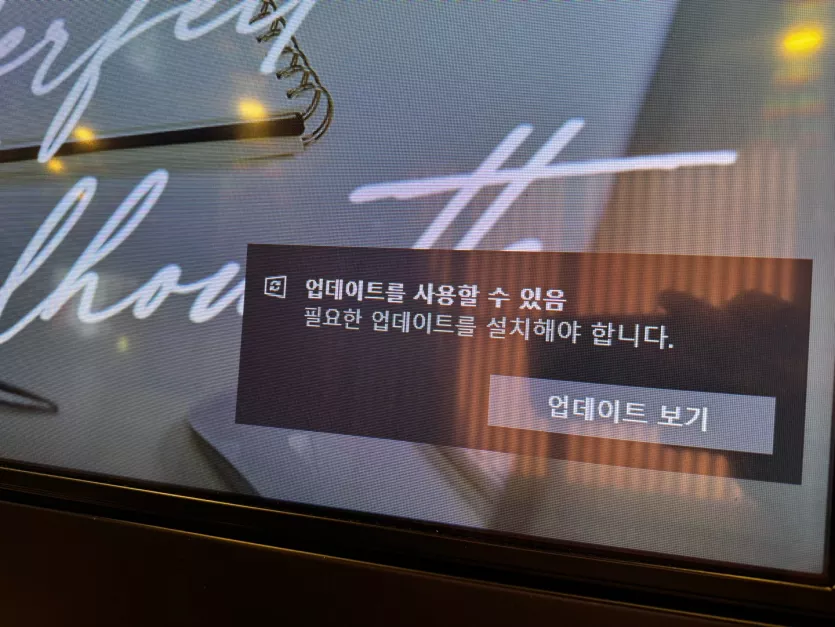 업데이트를 사용할 수 있음
필요한 업데이트를 설치해야 합니다.
업데이트 보기